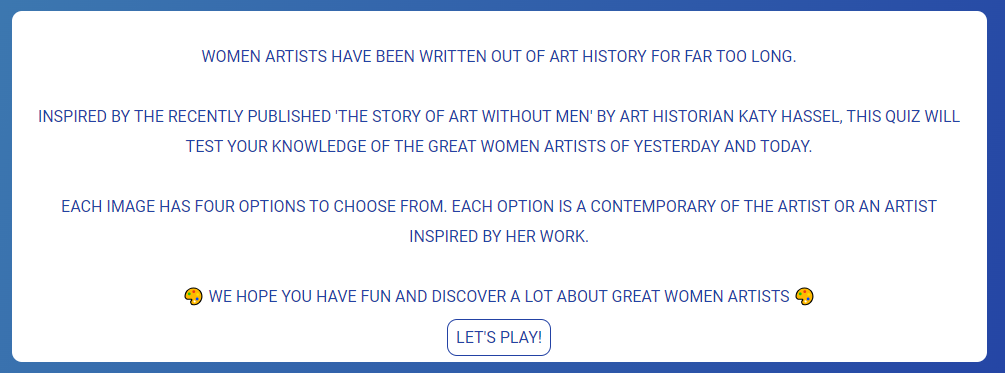 WOMEN ARTISTS HAVE BEEN WRITTEN OUT OF ART HISTORY FOR FAR TOO LONG.
INSPIRED BY THE RECENTLY PUBLISHED 'THE STORY OF ART WITHOUT MEN' BY ART HISTORIAN KATY HASSEL, THIS QUIZ WILL
TEST YOUR KNOWLEDGE OF THE GREAT WOMEN ARTISTS OF YESTERDAY AND TODAY.
EACH IMAGE HAS FOUR OPTIONS TO CHOOSE FROM. EACH OPTION IS A CONTEMPORARY OF THE ARTIST OR AN ARTIST
INSPIRED BY HER WORK.
🎨 WE HOPE YOU HAVE FUN AND DISCOVER A LOT ABOUT GREAT WOMEN ARTISTS 🎨
LET'S PLAY!